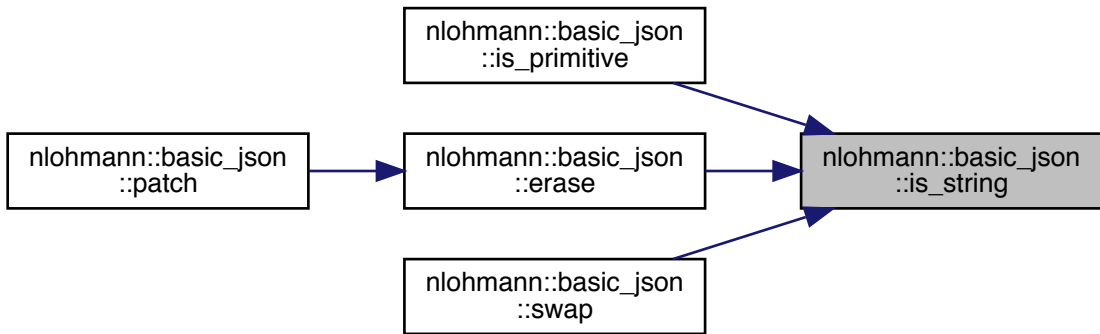 nlohmann::basic_json
::is_primitive
nlohmann::basic_json
::patch
nlohmann::basic_json
::erase
nlohmann::basic_json
::is_string
nlohmann::basic_json
::swap